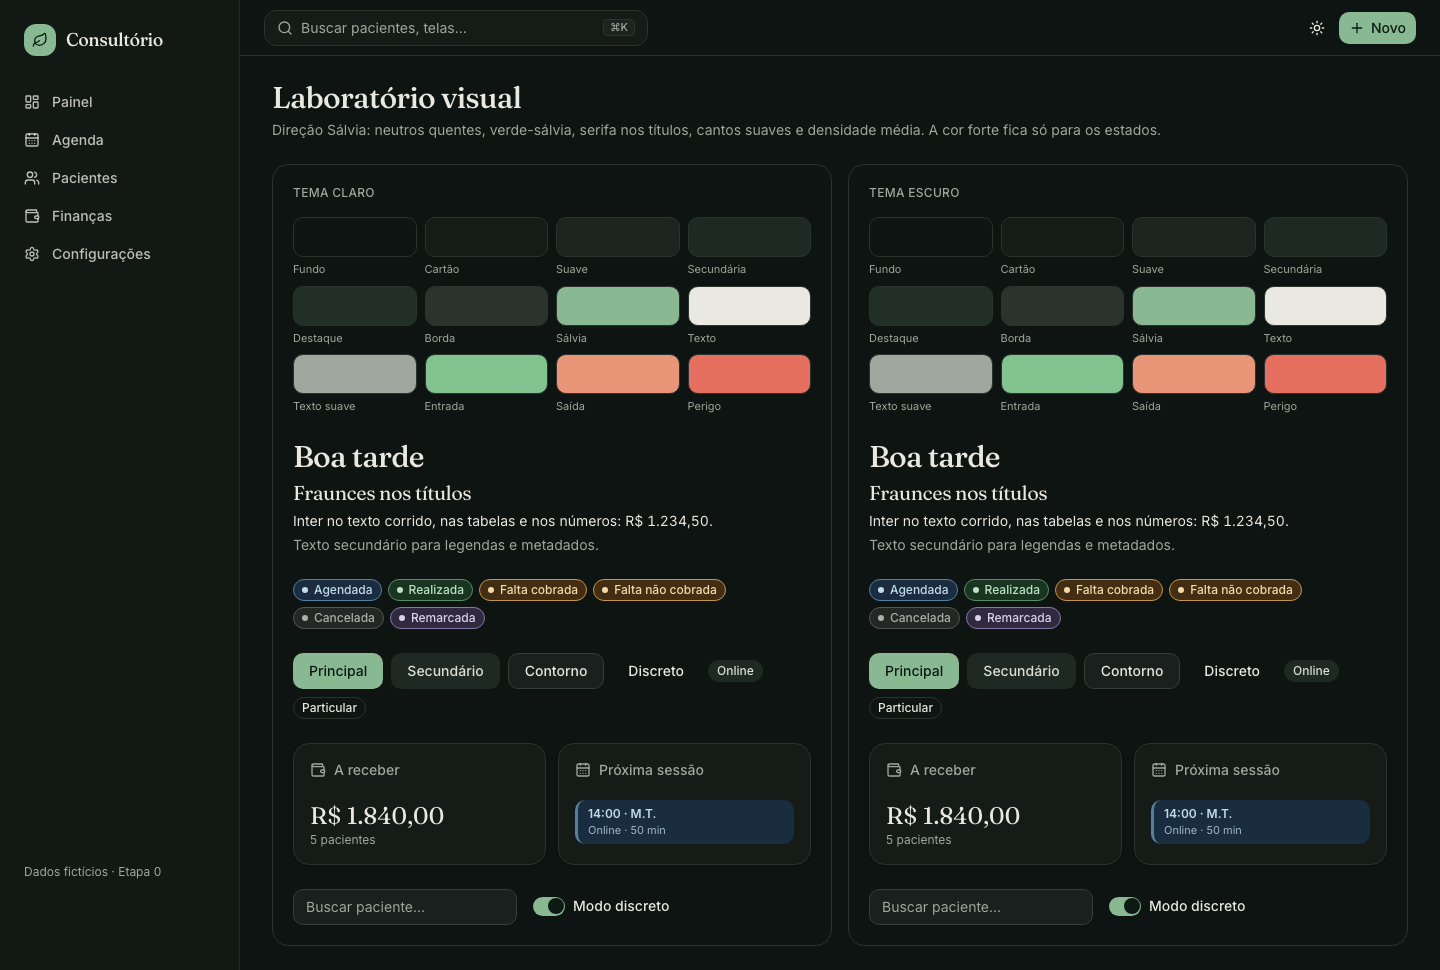 Consultório
Buscar pacientes, telas...
⌘K
Novo
Painel
Agenda
Pacientes
Finanças
Configurações
Dados fictícios · Etapa 0
Laboratório visual
Direção Sálvia: neutros quentes, verde-sálvia, serifa nos títulos, cantos suaves e densidade média. A cor forte fica só para os estados.
TEMA CLARO
Fundo Cartão Suave Secundária
Destaque Borda Sálvia Texto
Texto suave Entrada Saída Perigo
Boa tarde
Fraunces nos títulos
Inter no texto corrido, nas tabelas e nos números: R$ 1.234,50.
Texto secundário para legendas e metadados.
Agendada Realizada Falta cobrada Falta não cobrada
Cancelada Remarcada
Principal Secundário Contorno Discreto Online
Particular
A receber
R$ 1.840,00
5 pacientes
Próxima sessão
14:00 · M.T.
Online · 50 min
Buscar paciente... Modo discreto
TEMA ESCURO
Fundo Cartão Suave Secundária
Destaque Borda Sálvia Texto
Texto suave Entrada Saída Perigo
Boa tarde
Fraunces nos títulos
Inter no texto corrido, nas tabelas e nos números: R$ 1.234,50.
Texto secundário para legendas e metadados.
Agendada Realizada Falta cobrada Falta não cobrada
Cancelada Remarcada
Principal Secundário Contorno Discreto Online
Particular
A receber
R$ 1.840,00
5 pacientes
Próxima sessão
14:00 · M.T.
Online · 50 min
Buscar paciente... Modo discreto